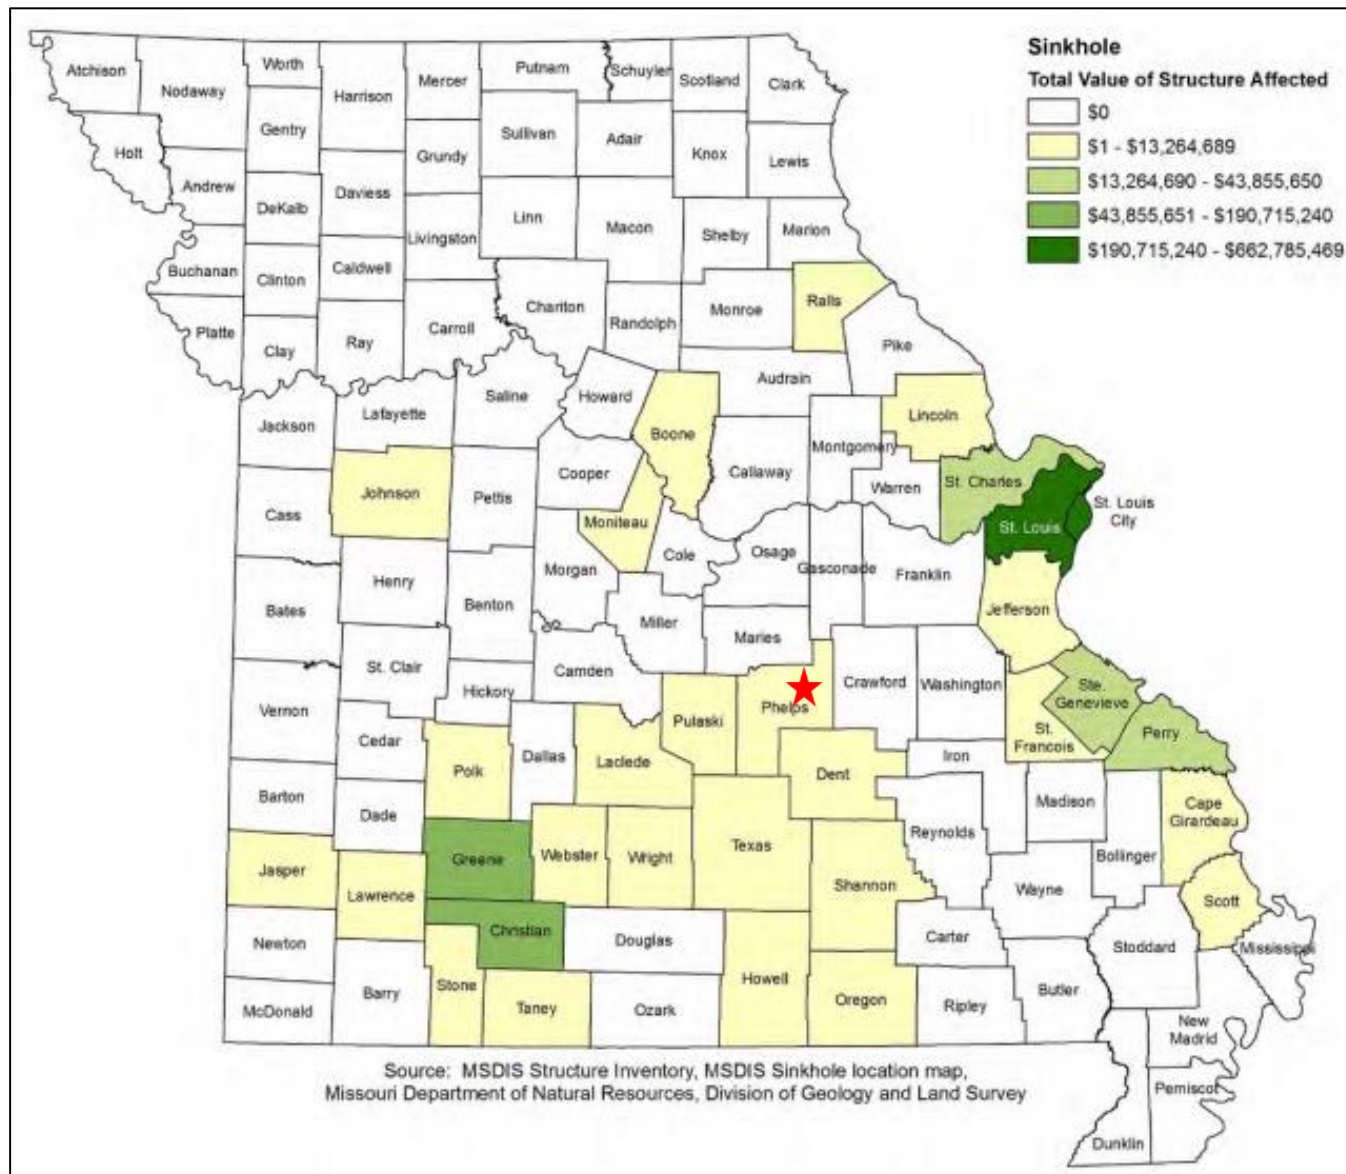 Sinkhole
Total Value of Structure Affected
$0
$1 - $13,264,689
$13,264,690 - $43,855,650
$43,855,651 - $190,715,240
$190,715,240 - $662,785,469
Atchison
Nodaway
Worth
Harrison
Mercer
Putnam
Schuyler
Scotland
Clark
Holt
Gentry
Sullivan
Adair
Knox
Lewis
Andrew
DeKalb
Daviess
Grundy
Linn
Macon
Shelby
Marion
Buchanan
Clinton
Caldwell
Livingston
Chariton
Randolph
Monroe
Ralls
Platte
Clay
Ray
Carroll
Pike
Audrain
Jackson
Lafayette
Saline
Howard
Boone
Callaway
Montgomery
Lincoln
Warren
St. Charles
St. Louis
St. Louis
City
Cass
Johnson
Pettis
Cooper
Moniteau
Cole
Osage
Gasconade
Franklin
Jefferson
Bates
Henry
Benton
Morgan
Miller
Maries
Vernon
St. Clair
Hickory
Camden
Pulaski
Phelps
Crawford
Washington
Ste.
Genevieve
St.
Francois
Perry
Cedar
Polk
Dallas
Laclede
Dent
Iron
Madison
Cape
Girardeau
Barton
Dade
Greene
Webster
Wright
Texas
Shannon
Reynolds
Bollinger
Wayne
Scott
Jasper
Lawrence
Christian
Douglas
Howell
Carter
Stoddard
Mississippi
Newton
McDonald
Barry
Stone
Taney
Ozark
Oregon
Ripley
Butler
New
Madrid
Pemiscot
Dunklin
Source: MSDIS Structure Inventory, MSDIS Sinkhole location map,
Missouri Department of Natural Resources, Division of Geology and Land Survey